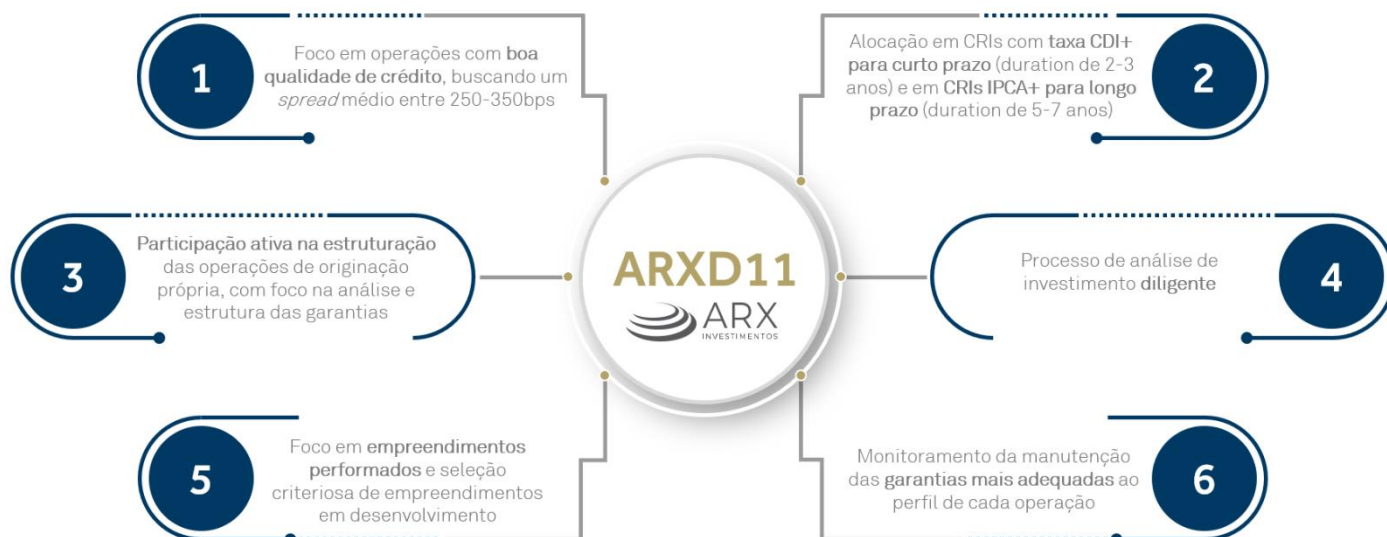 1
Foco em operações com boa
qualidade de crédito, buscando um
spread médio entre 250-350bps
Alocação em CRIs com taxa CDI+
para curto prazo (duration de 2-3
anos) e em CRIs IPCA+ para longo
prazo (duration de 5-7 anos)
2
3
Participação ativa na estruturação
das operações de originação
própria, com foco na análise e
estrutura das garantias
ARXD11
ARX
INVESTIMENTOS
Processo de análise de
investimento diligente
4
5
Foco em empreendimentos
performados e seleção
criteriosa de empreendimentos
em desenvolvimento
Monitoramento da manutenção
das garantias mais adequadas ao
perfil de cada operação
6